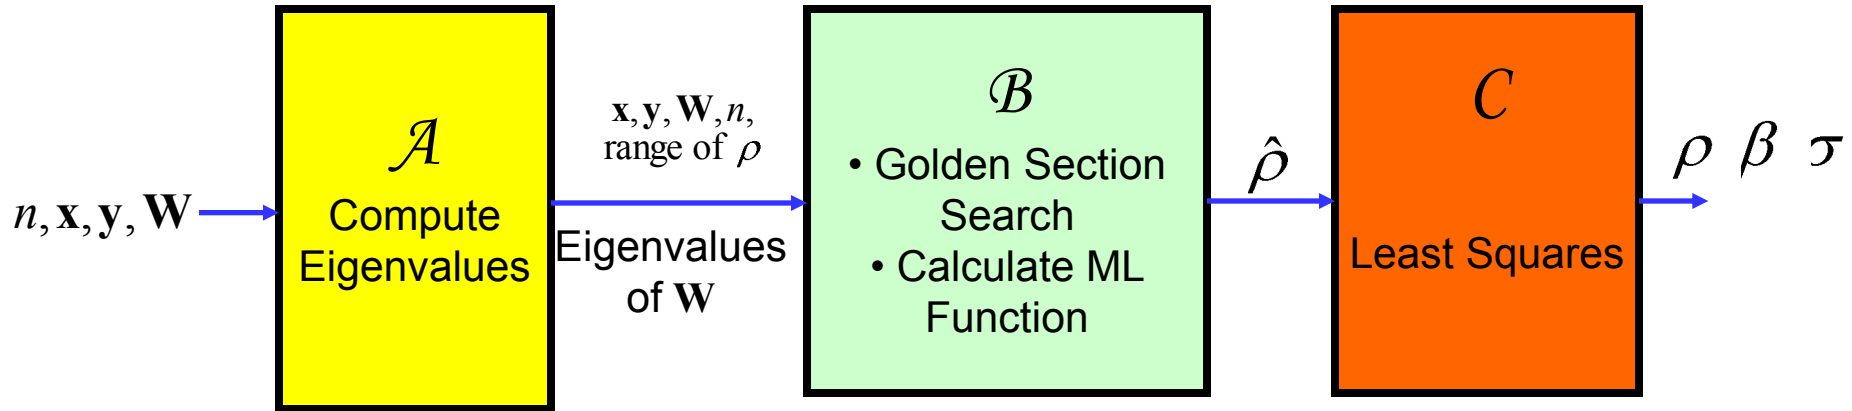 n, x, y, W
𝒜
Compute
Eigenvalues
x, y, W, n,
range of ρ
Eigenvalues
of W
ℬ
• Golden Section
Search
• Calculate ML
Function
ρ̂
C
Least Squares
ρ β σ